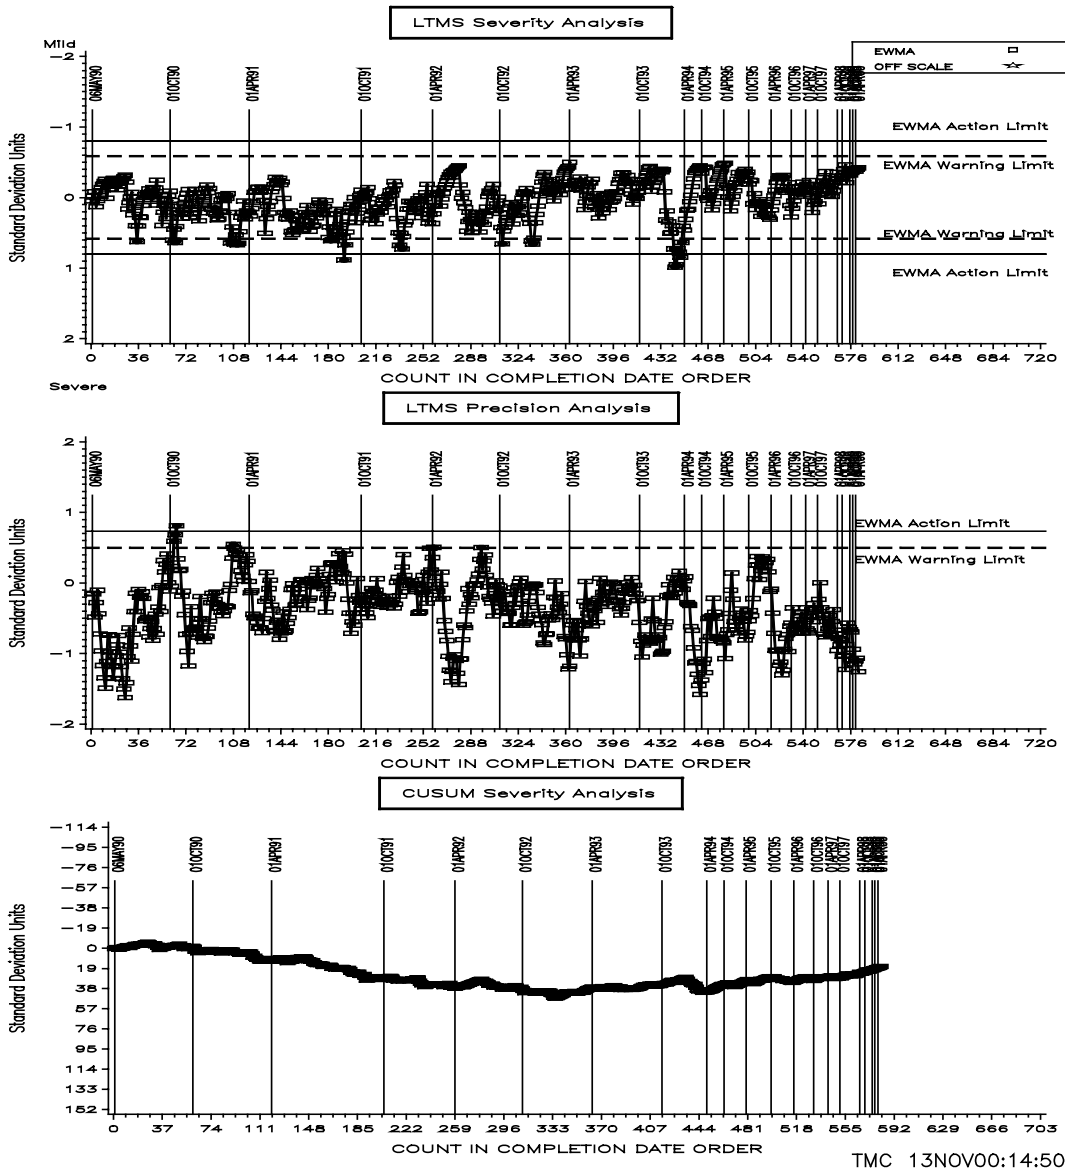 LTMS Severity Analysis
Mild
EWMA
OFF SCALE
-2
-1
0
1
2
Standard Deviation Units
06MAY90 01OCT90 01APR91 01OCT91 01APR92 01OCT92 01APR93 01OCT93 01APR94 01OCT94 01APR95 01OCT95 01APR96 01OCT96 01APR97 01OCT97 01APR98
EWMA Action Limit
EWMA Warning Limit
EWMA Warning Limit
EWMA Action Limit
0 36 72 108 144 180 216 252 288 324 360 396 432 468 504 540 576 612 648 684 720
COUNT IN COMPLETION DATE ORDER
Severe
LTMS Precision Analysis
2
1
0
-1
-2
Standard Deviation Units
06MAY90 01OCT90 01APR91 01OCT91 01APR92 01OCT92 01APR93 01OCT93 01APR94 01OCT94 01APR95 01OCT95 01APR96 01OCT96 01APR97 01OCT97 01APR98
EWMA Action Limit
EWMA Warning Limit
0 36 72 108 144 180 216 252 288 324 360 396 432 468 504 540 576 612 648 684 720
COUNT IN COMPLETION DATE ORDER
CUSUM Severity Analysis
-114
-95
-76
-57
-38
-19
0
19
38
57
76
95
114
133
152
Standard Deviation Units
06MAY90 01OCT90 01APR91 01OCT91 01APR92 01OCT92 01APR93 01OCT93 01APR94 01OCT94 01APR95 01OCT95 01APR96 01OCT96 01APR97 01OCT97 01APR98
0 37 74 111 148 185 222 259 296 333 370 407 444 481 518 555 592 629 666 703
COUNT IN COMPLETION DATE ORDER
TMC 13NOV00:14:50